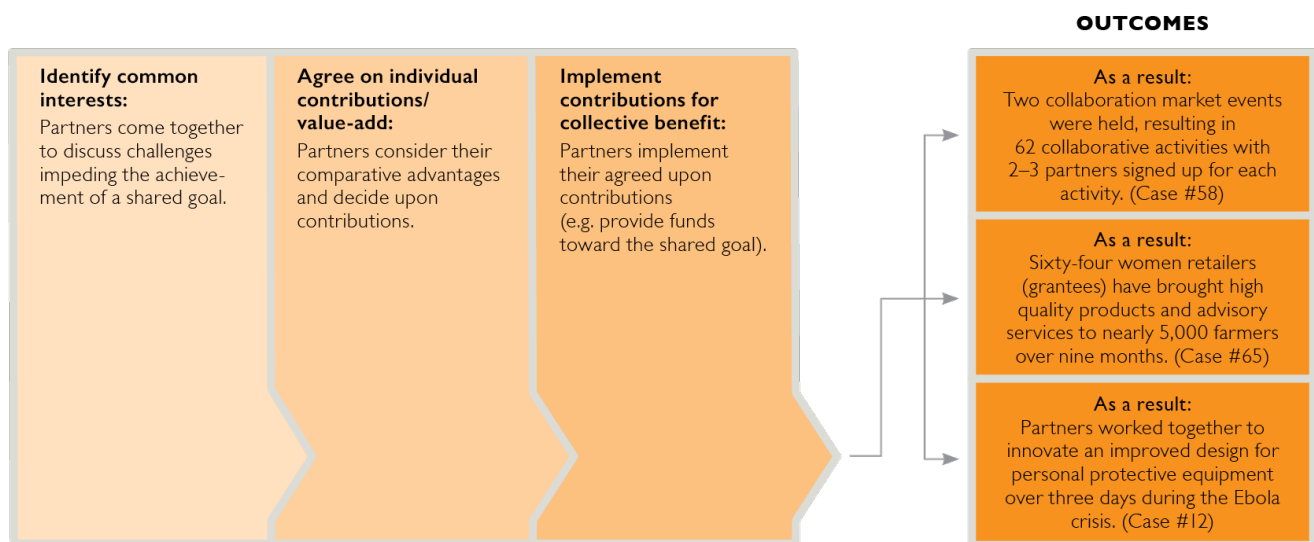 OUTCOMES
Identify common
interests:
Partners come together
to discuss challenges
impeding the achieve-
ment of a shared goal.
Agree on individual
contributions/
value-add:
Partners consider their
comparative advantages
and decide upon
contributions.
Implement
contributions for
collective benefit:
Partners implement
their agreed upon
contributions
(e.g. provide funds
toward the shared goal).
As a result:
Two collaboration market events
were held, resulting in
62 collaborative activities with
2–3 partners signed up for each
activity. (Case #58)
As a result:
Sixty-four women retailers
(grantees) have brought high
quality products and advisory
services to nearly 5,000 farmers
over nine months. (Case #65)
As a result:
Partners worked together to
innovate an improved design for
personal protective equipment
over three days during the Ebola
crisis. (Case #12)